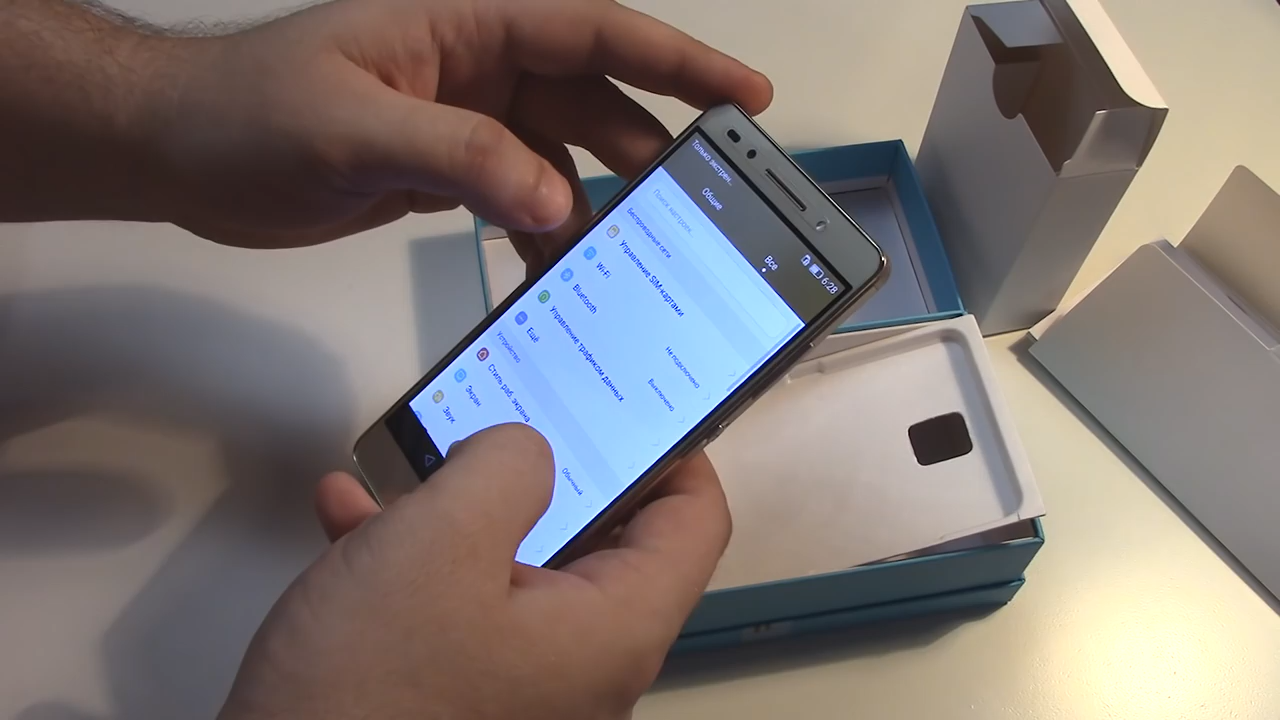 Только экстрен...
6:28
Общие
Все
Поиск настроек...
Беспроводные сети
Управление SIM-картами
Wi-Fi
Не подключено
Bluetooth
Выключено
Управление трафиком данных
Ещё
Устройство
Стиль раб. экрана
Обычный
Экран
Звук